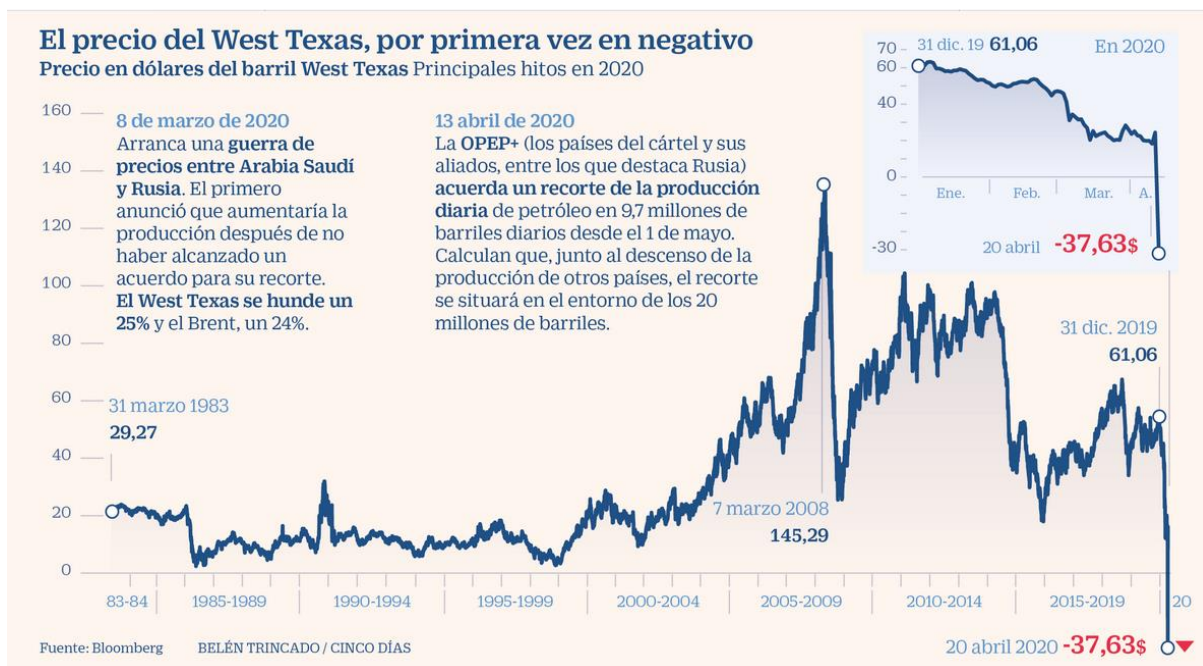 El precio del West Texas, por primera vez en negativo
Precio en dólares del barril West Texas Principales hitos en 2020
160
140
120
100
80
60
40
20
0
8 de marzo de 2020
Arranca una guerra de
precios entre Arabia Saudí
y Rusia. El primero
anunció que aumentaría la
producción después de no
haber alcanzado un
acuerdo para su recorte.
El West Texas se hunde un
25% y el Brent, un 24%.
13 abril de 2020
La OPEP+ (los países del cártel y sus
aliados, entre los que destaca Rusia)
acuerda un recorte de la producción
diaria de petróleo en 9,7 millones de
barriles diarios desde el 1 de mayo.
Calculan que, junto al descenso de la
producción de otros países, el recorte
se situará en el entorno de los 20
millones de barriles.
70
60
40
0
-30
31 dic. 19 61,06
En 2020
Ene. Feb. Mar. A.
20 abril -37,63$
31 marzo 1983
29,27
7 marzo 2008
145,29
31 dic. 2019
61,06
83-84 1985-1989 1990-1994 1995-1999 2000-2004 2005-2009 2010-2014 2015-2019 20
20 abril 2020 -37,63$
Fuente: Bloomberg BELÉN TRINCADO / CINCO DÍAS